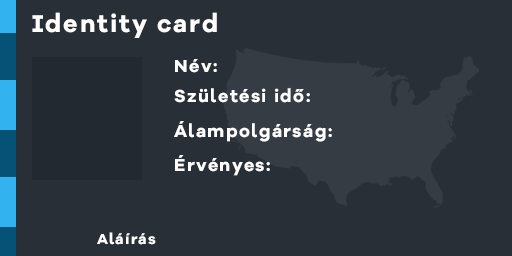 Identity card
Név:
Születési idő:
Álampolgárság:
Érvényes:
Aláírás